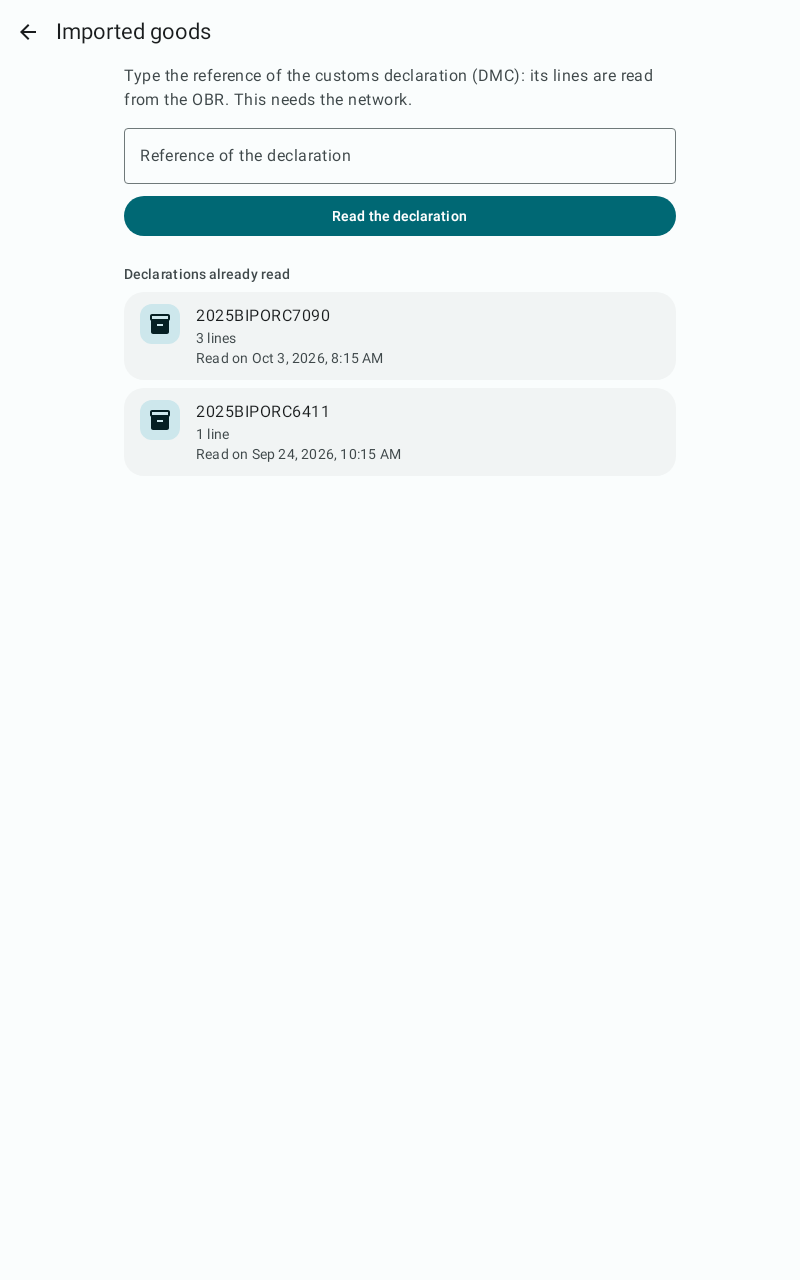 Imported goods
Type the reference of the customs declaration (DMC): its lines are read
from the OBR. This needs the network.
Reference of the declaration
Read the declaration
Declarations already read
2025BIPORC7090
3 lines
Read on Oct 3, 2026, 8:15 AM
2025BIPORC6411
1 line
Read on Sep 24, 2026, 10:15 AM